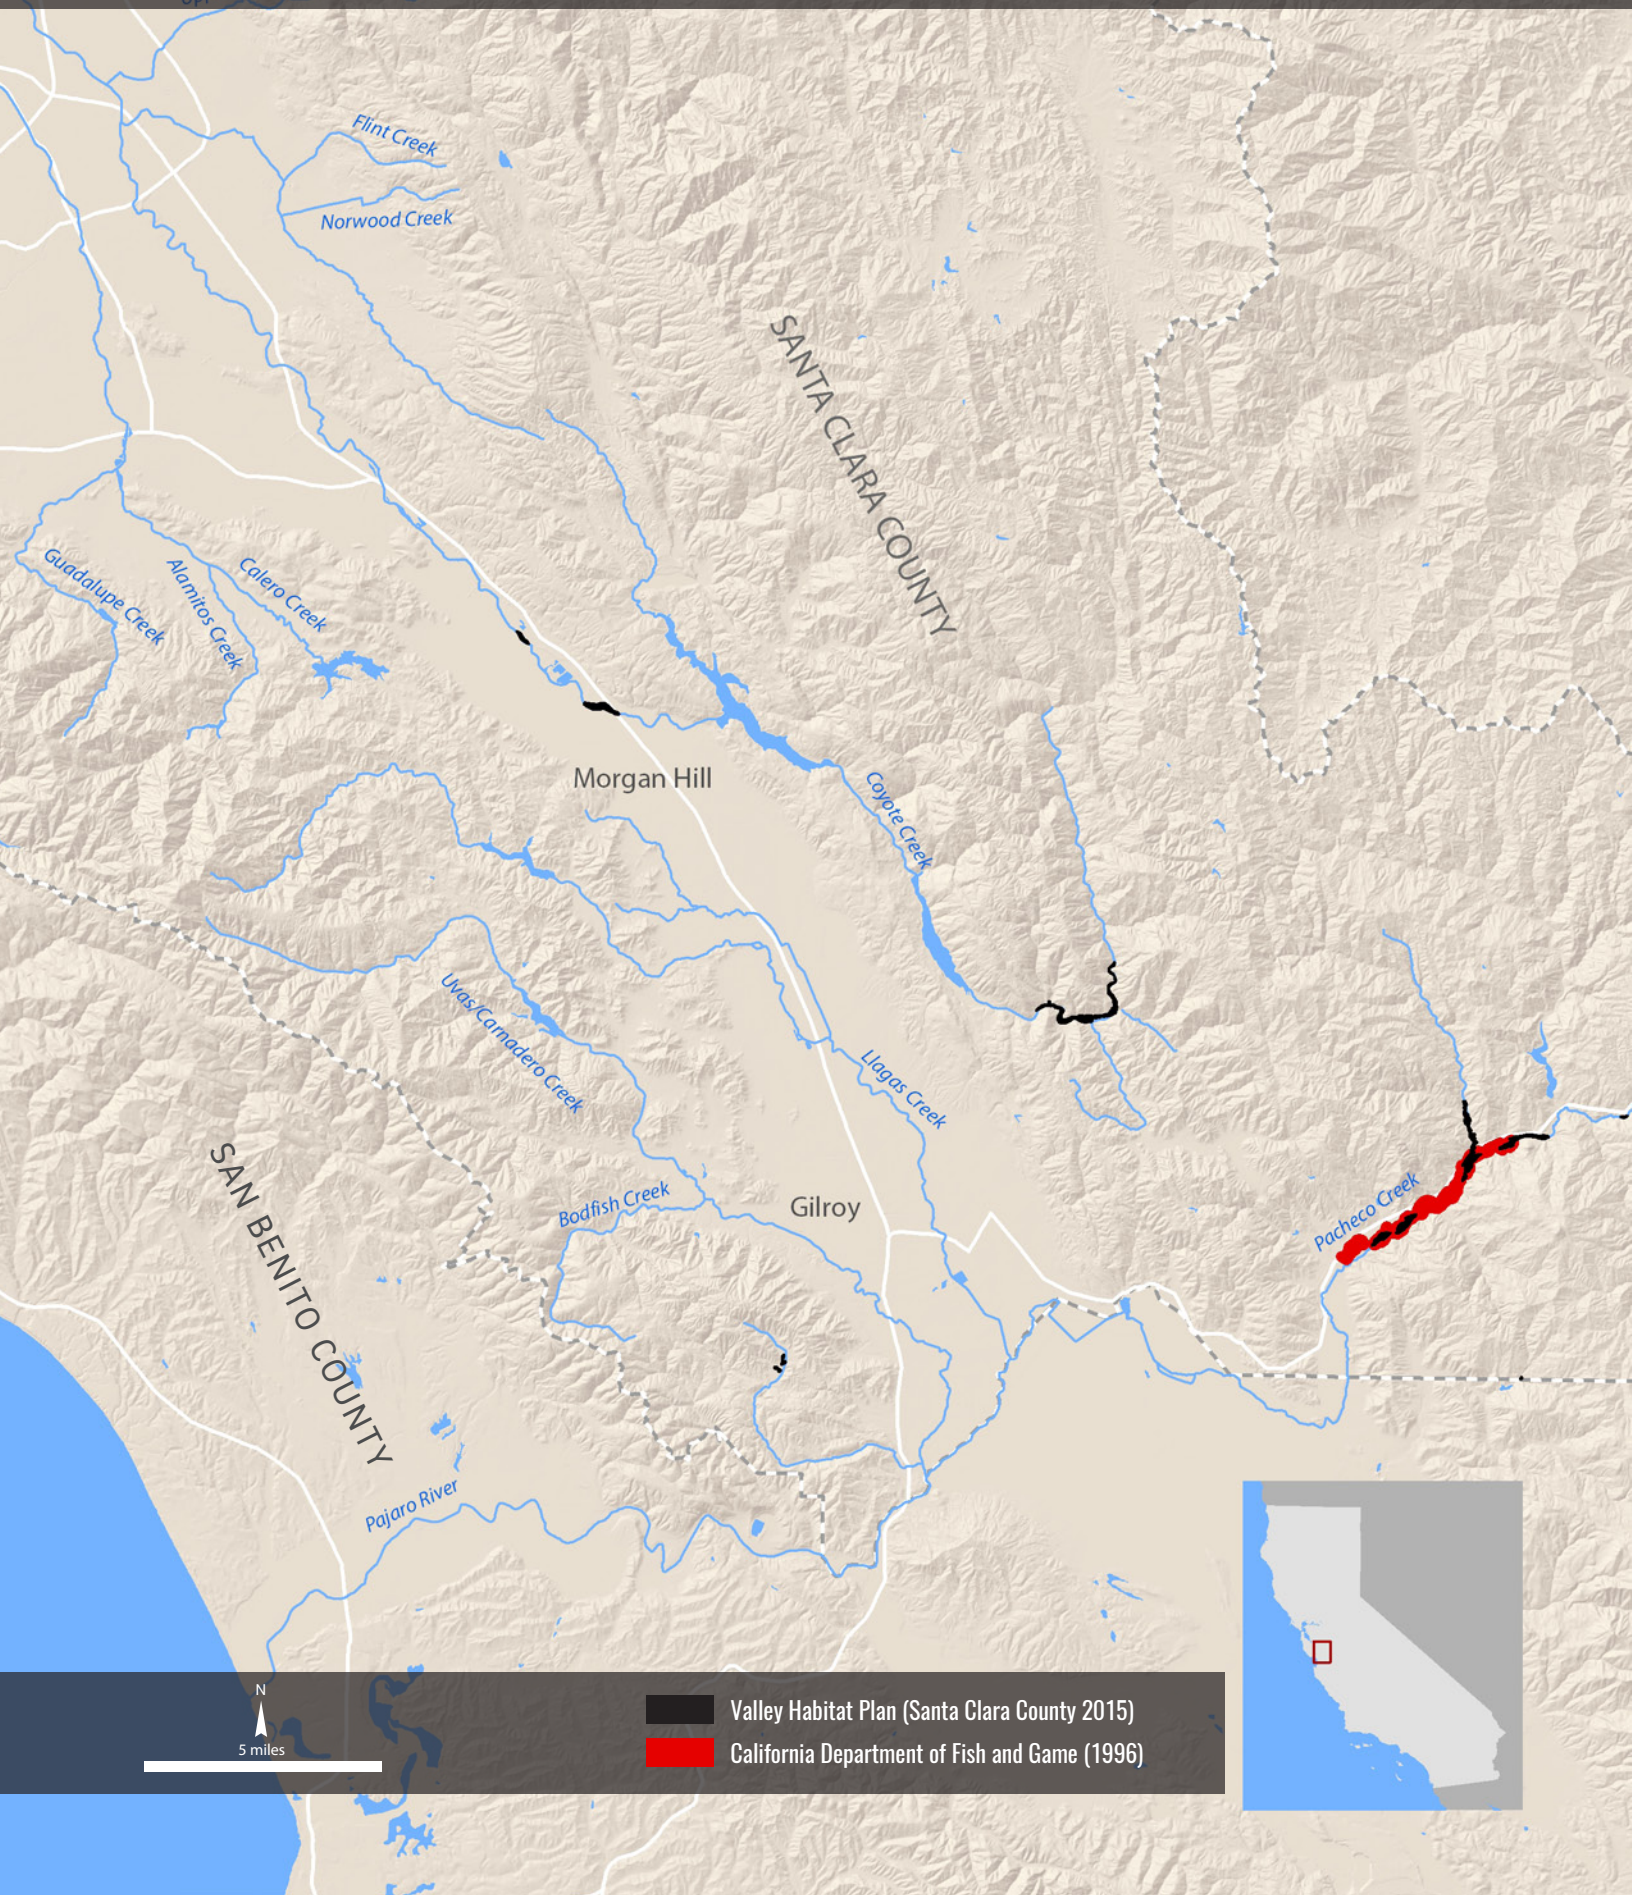 Flint Creek
Norwood Creek
SANTA CLARA COUNTY
Guadalupe Creek
Alamitos Creek
Calero Creek
Morgan Hill
Coyote Creek
Uvas/Carnadero Creek
Llagas Creek
SAN BENITO COUNTY
Bodfish Creek
Gilroy
Pacheco Creek
Pajaro River
N
5 miles
Valley Habitat Plan (Santa Clara County 2015)
California Department of Fish and Game (1996)